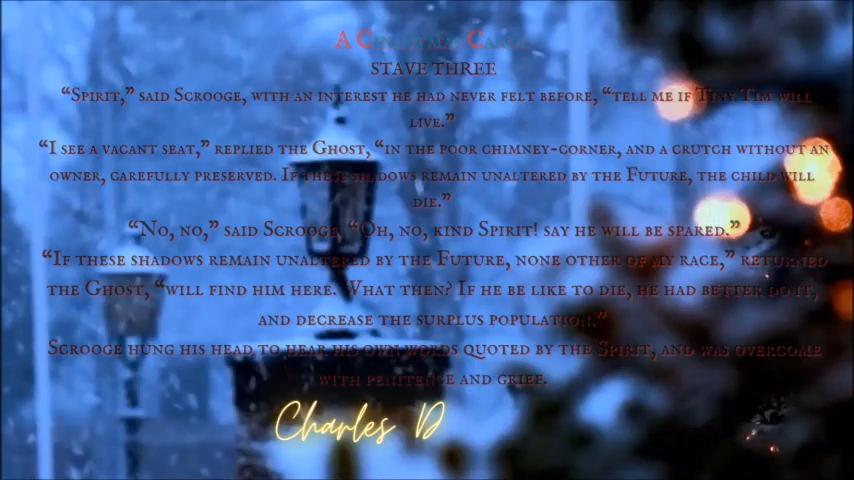 A Christmas Carol
STAVE THREE
“Spirit,” said Scrooge, with an interest he had never felt before, “tell me if Tiny Tim will
live.”
“I see a vacant seat,” replied the Ghost, “in the poor chimney-corner, and a crutch without an
owner, carefully preserved. If these shadows remain unaltered by the Future, the child will
die.”
“No, no,” said Scrooge. “Oh, no, kind Spirit! say he will be spared.”
“If these shadows remain unaltered by the Future, none other of my race,” returned
the Ghost, “will find him here. What then? If he be like to die, he had better do it,
and decrease the surplus population.”
Scrooge hung his head to hear his own words quoted by the Spirit, and was overcome
with penitence and grief.
Charles D